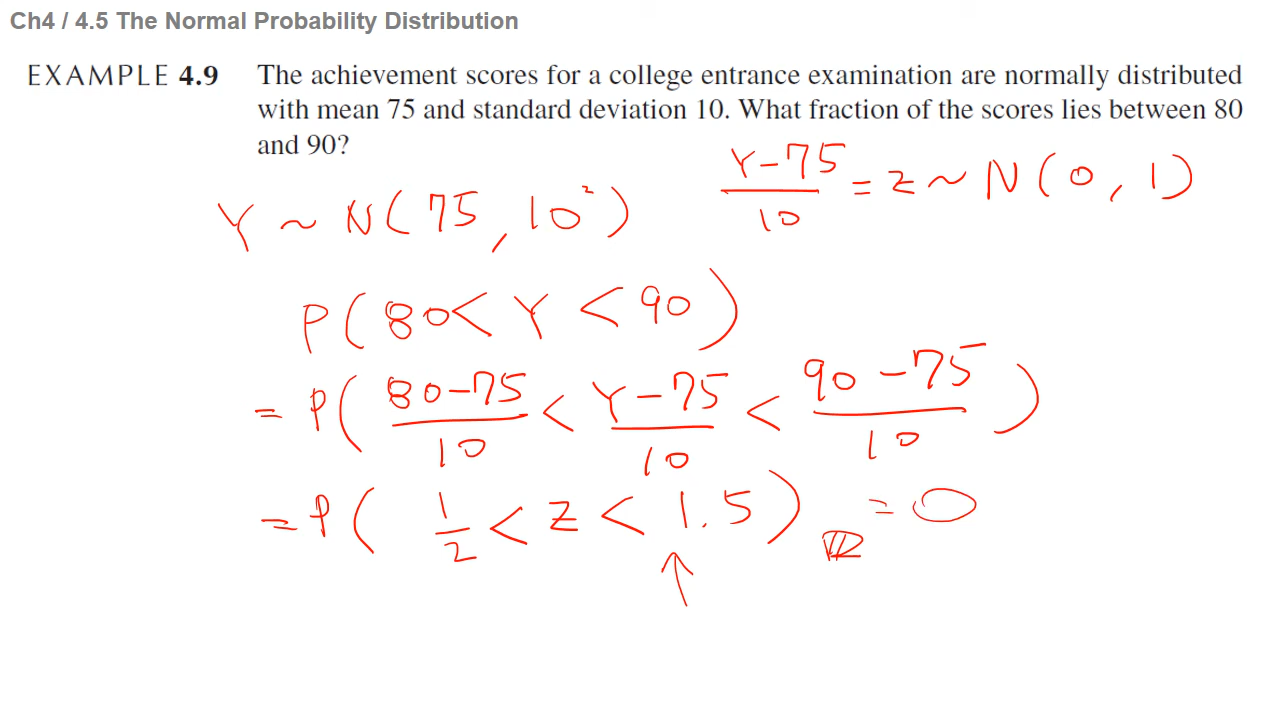 Ch4 / 4.5 The Normal Probability Distribution
EXAMPLE 4.9 The achievement scores for a college entrance examination are normally distributed
with mean 75 and standard deviation 10. What fraction of the scores lies between 80
and 90?
Y ~ N(75, 10²)
(Y-75)/10 = z ~ N(0, 1)
P(80 < Y < 90)
= P((80-75)/10 < (Y-75)/10 < (90-75)/10)
= P(1/2 < z < 1.5) =